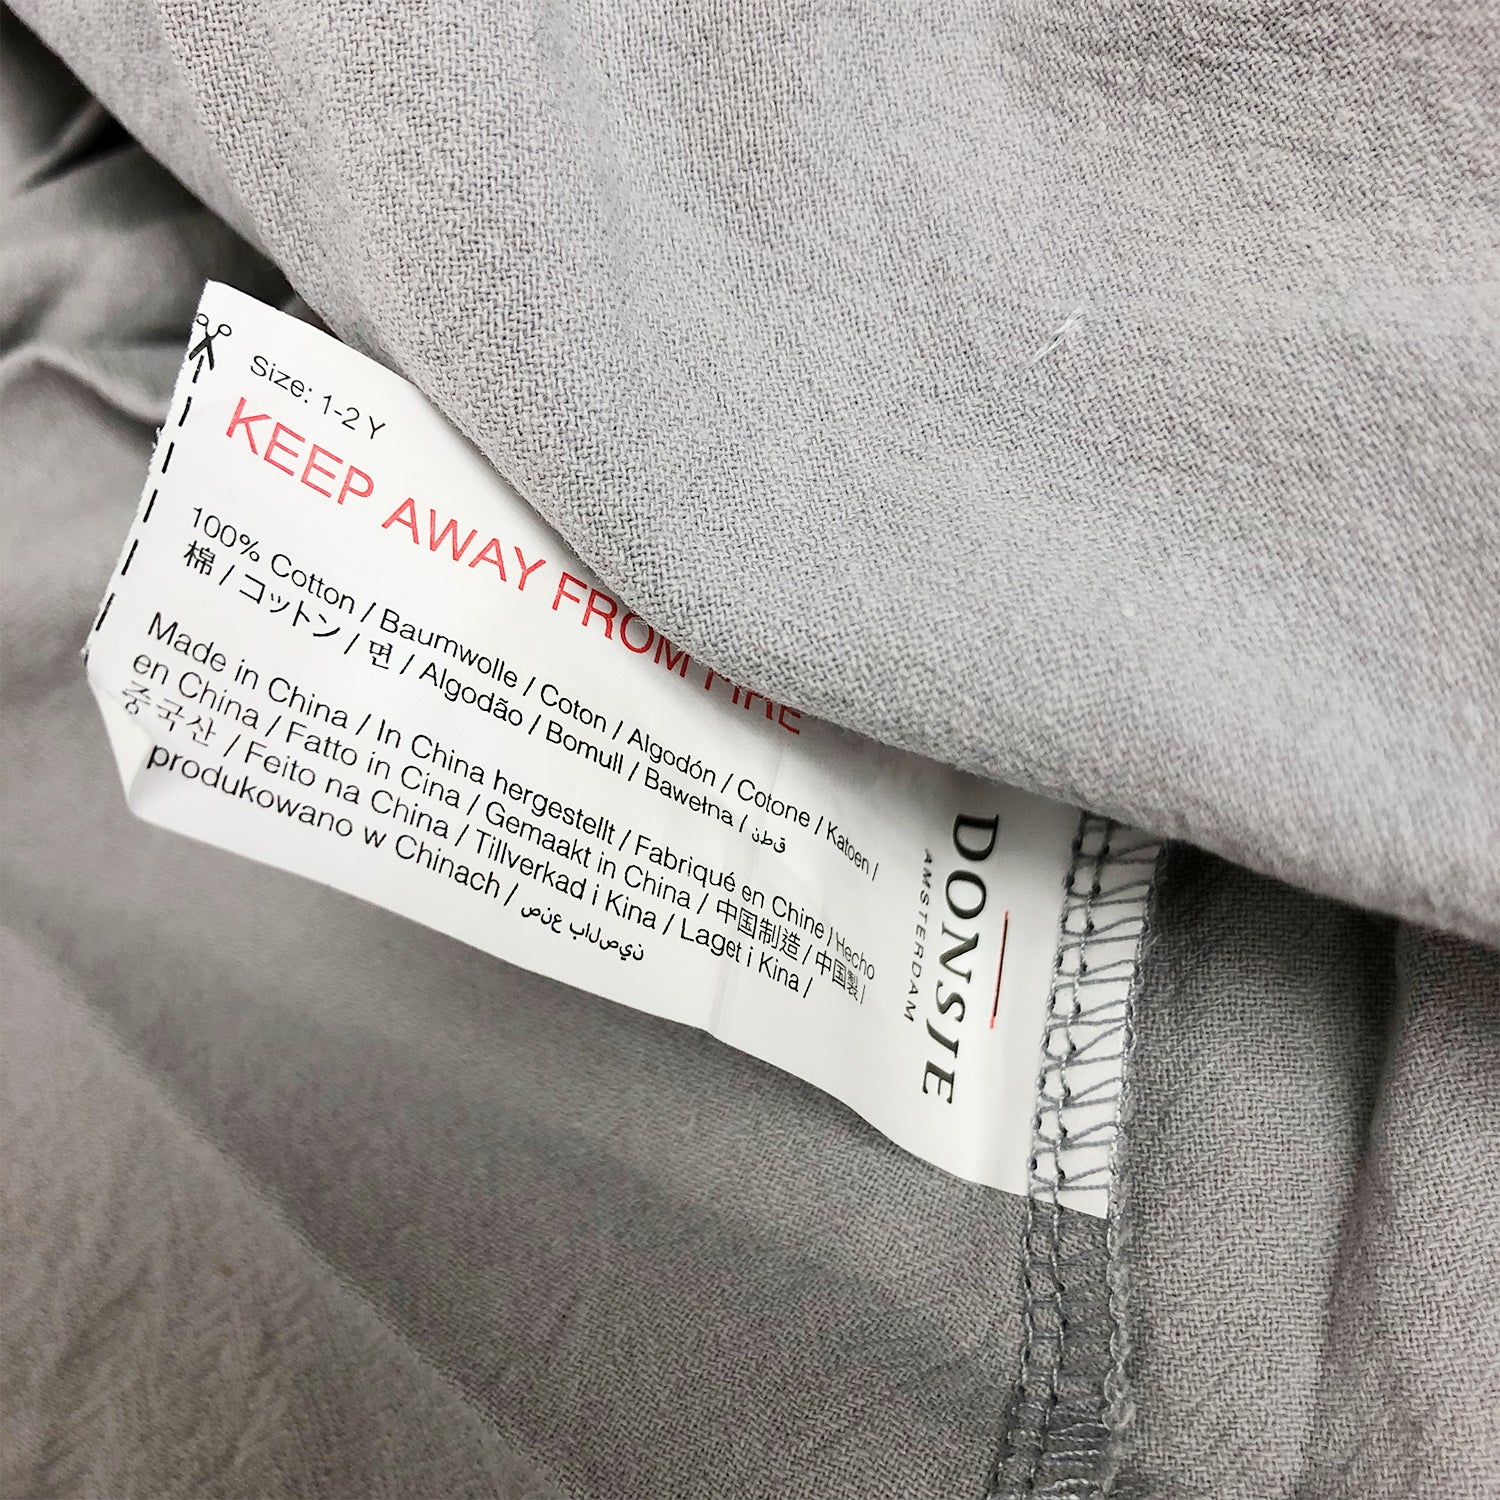 Size: 1-2 Y
KEEP AWAY FROM FIRE
100% Cotton / Baumwolle / Coton / Algodón / Cotone / Katoen /
棉 / コットン / 면 / Algodão / Bomull / Bawełna / قطن
Made in China / In China hergestellt / Fabriqué en Chine / Hecho
en China / Fatto in Cina / Gemaakt in China / 中国制造 / 中国製 /
중국산 / Feito na China / Tillverkad i Kina / Laget i Kina /
produkowano w Chinach / صنع بالصين
DONSJE
AMSTERDAM